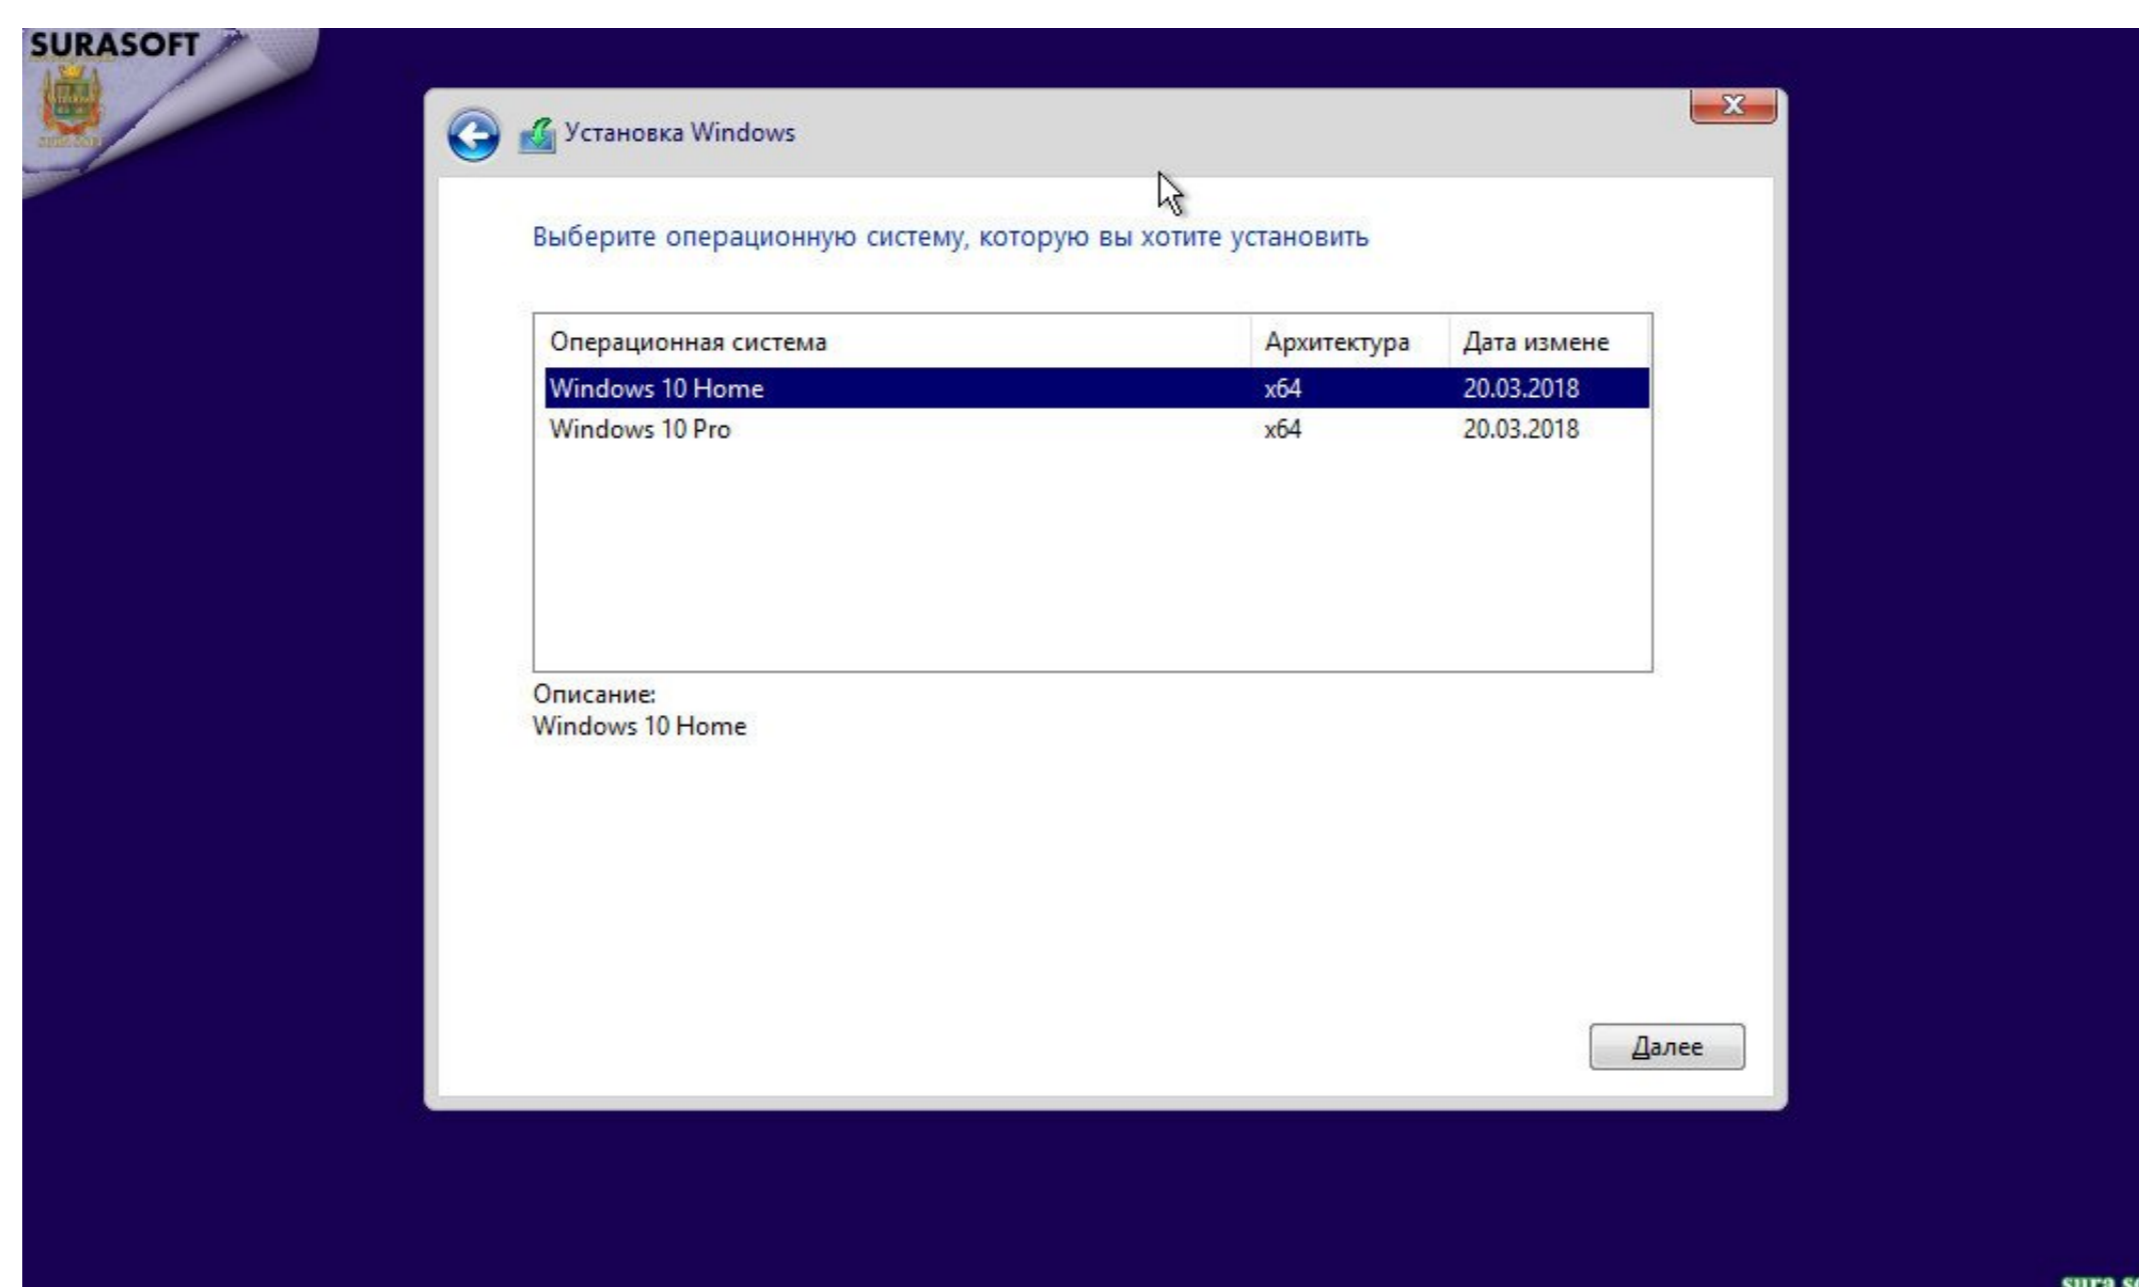 SURASOFT
Установка Windows
Выберите операционную систему, которую вы хотите установить
Операционная система Архитектура Дата измене
Windows 10 Home x64 20.03.2018
Windows 10 Pro x64 20.03.2018
Описание:
Windows 10 Home
Далее
sura